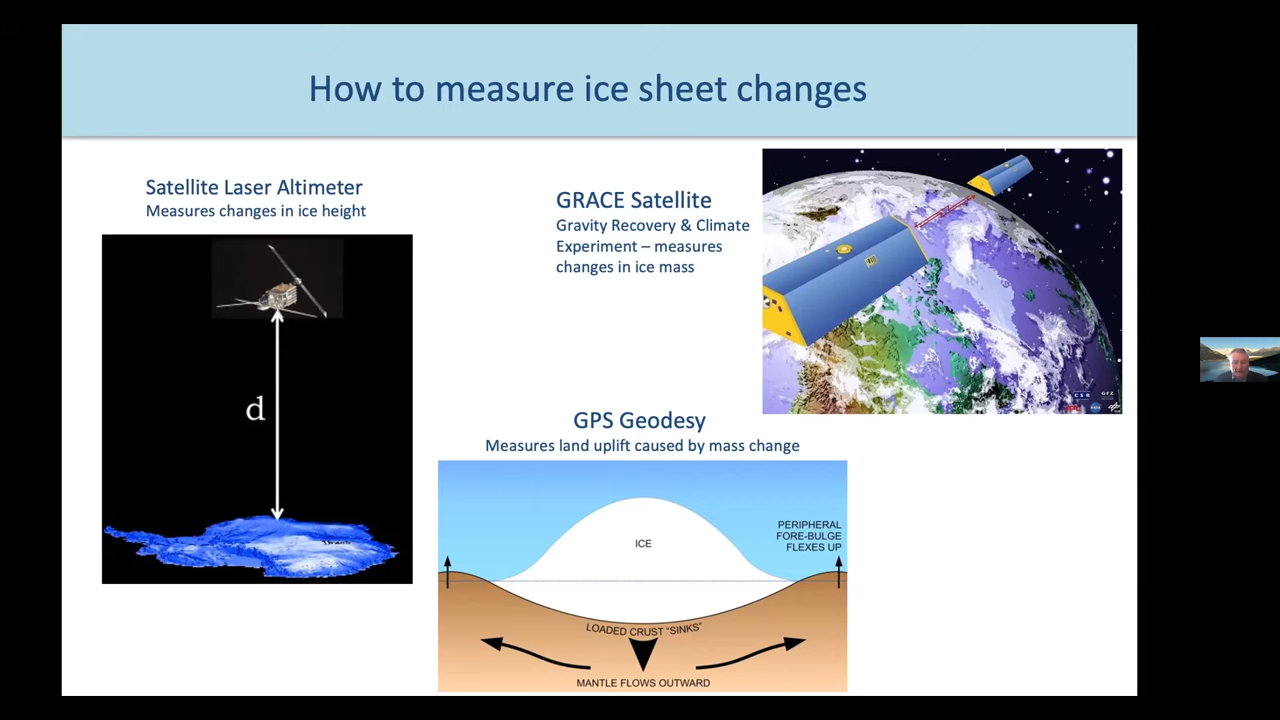 How to measure ice sheet changes
Satellite Laser Altimeter
Measures changes in ice height
d
GRACE Satellite
Gravity Recovery & Climate
Experiment – measures
changes in ice mass
CSR
GFZ
GPS Geodesy
Measures land uplift caused by mass change
ICE
PERIPHERAL
FORE-BULGE
FLEXES UP
LOADED CRUST "SINKS"
MANTLE FLOWS OUTWARD